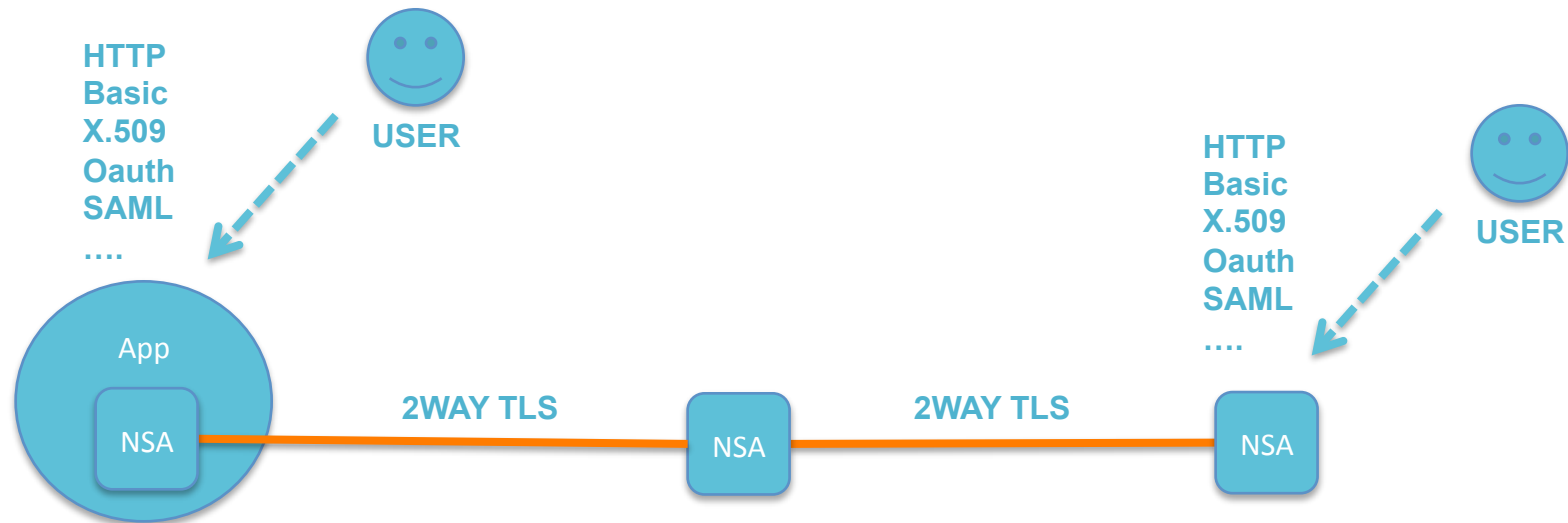 HTTP
Basic
X.509
Oauth
SAML
....
USER
App
NSA
2WAY TLS
NSA
2WAY TLS
HTTP
Basic
X.509
Oauth
SAML
....
USER
NSA